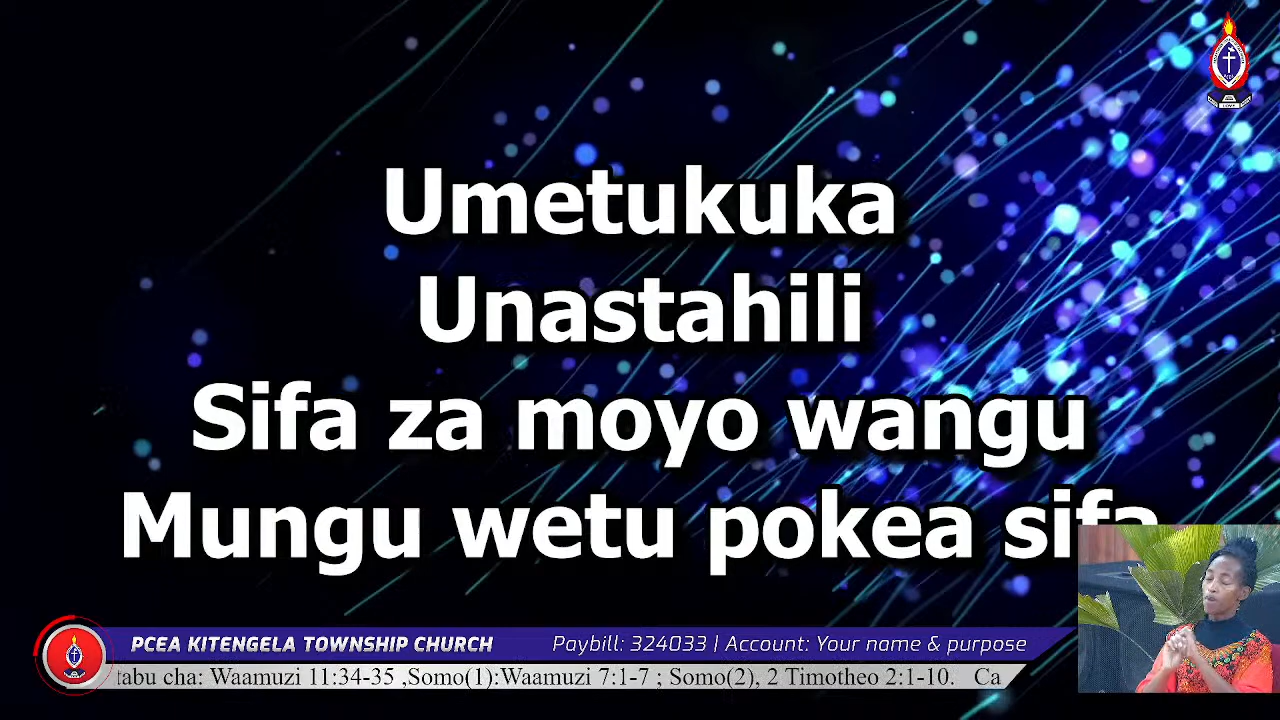 Umetukuka
Unastahili
Sifa za moyo wangu
Mungu wetu pokea sifa
PCEA KITENGELA TOWNSHIP CHURCH
Paybill: 324033 | Account: Your name & purpose
tabu cha: Waamuzi 11:34-35 ,Somo(1):Waamuzi 7:1-7 ; Somo(2), 2 Timotheo 2:1-10. Ca